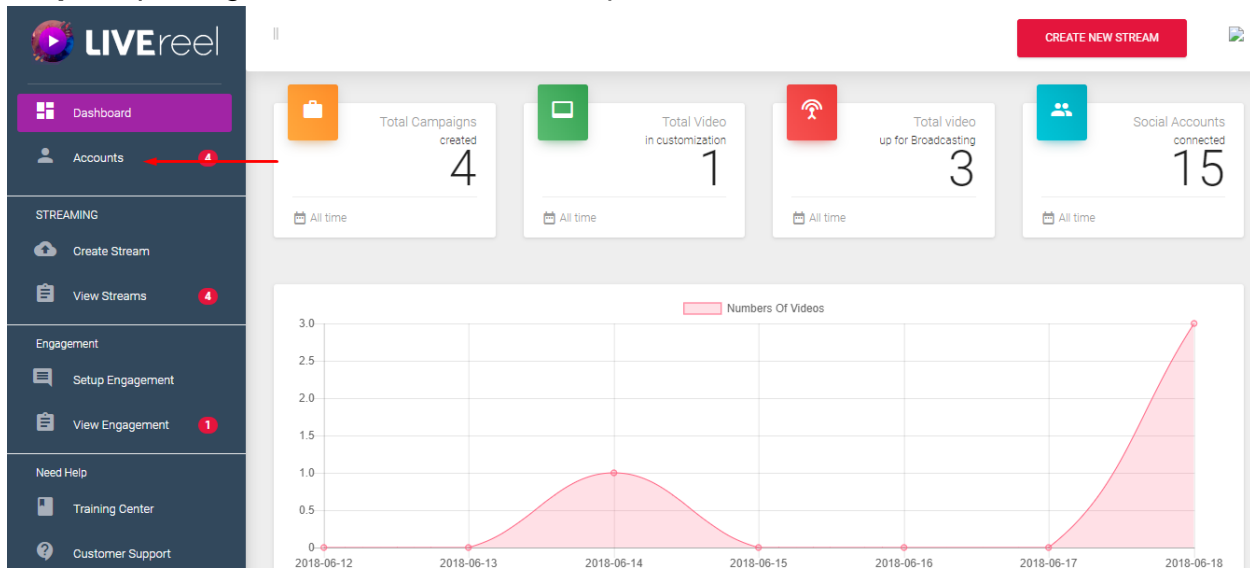 LIVEreel
CREATE NEW STREAM
Dashboard
Accounts 4
STREAMING
Create Stream
View Streams 4
Engagement
Setup Engagement
View Engagement 1
Need Help
Training Center
Customer Support
Total Campaigns
created
4
All time
Total Video
in customization
1
All time
Total video
up for Broadcasting
3
All time
Social Accounts
connected
15
All time
Numbers Of Videos
3.0
2.5
2.0
1.5
1.0
0.5
0
2018-06-12 2018-06-13 2018-06-14 2018-06-15 2018-06-16 2018-06-17 2018-06-18